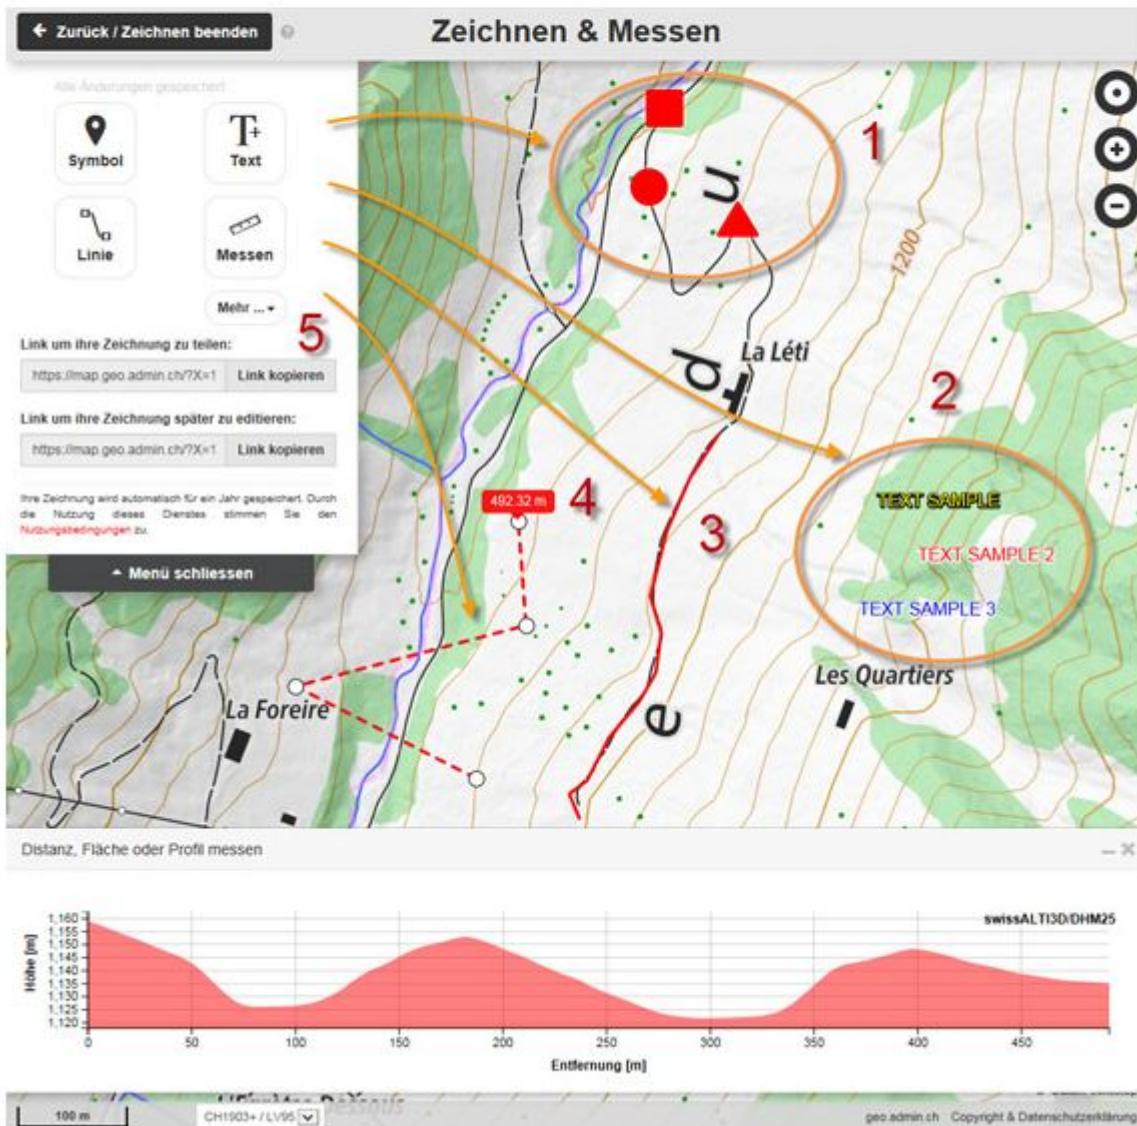 Zurück / Zeichnen beenden
Zeichnen & Messen
Alle Änderungen gespeichert
Symbol
Text
Linie
Messen
Mehr ...
5
Link um ihre Zeichnung zu teilen:
https://map.geo.admin.ch/?X=1 Link kopieren
Link um ihre Zeichnung später zu editieren:
https://map.geo.admin.ch/?X=1 Link kopieren
Ihre Zeichnung wird automatisch für ein Jahr gespeichert. Durch
die Nutzung dieses Dienstes stimmen Sie den
Nutzungsbedingungen zu.
Menü schliessen
1
u
1200
d
La Léti
2
492.32 m
4
3
TEXT SAMPLE
TEXT SAMPLE 2
TEXT SAMPLE 3
Les Quartiers
La Foreire
e
Distanz, Fläche oder Profil messen
swissALTI3D/DHM25
Höhe [m]
1,160
1,155
1,150
1,145
1,140
1,135
1,130
1,125
1,120
0 50 100 150 200 250 300 350 400 450
Entfernung [m]
100 m
CH1903+ / LV95
geo.admin.ch Copyright & Datenschutzerklärung